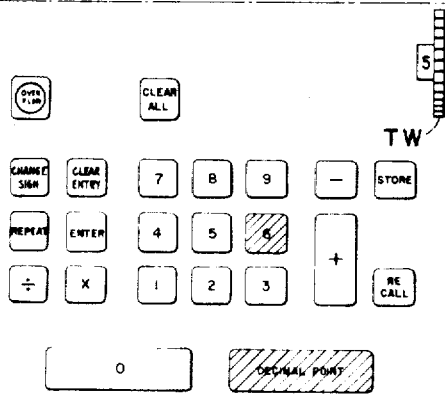 5
OVER
FLOW
CLEAR
ALL
TW
CHANGE
SIGN
CLEAR
ENTRY
7 8 9 − STORE
REPEAT ENTER 4 5 6 +
÷ X 1 2 3
RE
CALL
0 DECIMAL POINT